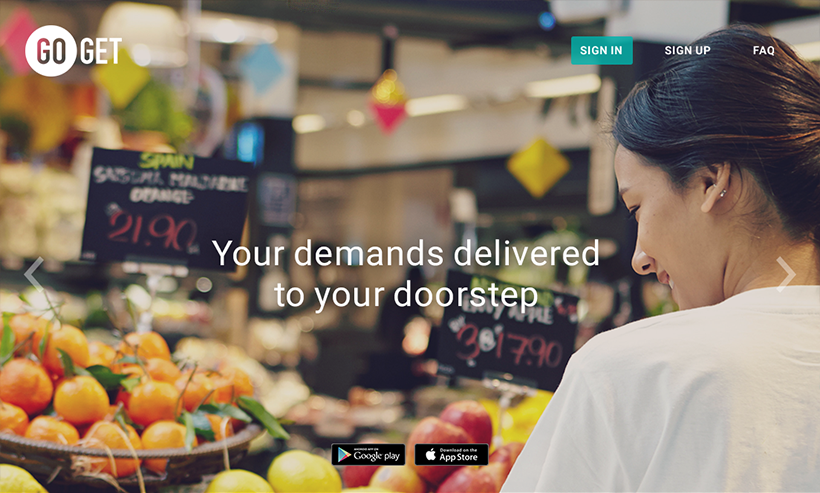 GO GET
SIGN IN
SIGN UP
FAQ
SPAIN
SATSUMA MANDARINE
ORANGE
21.90
Your demands delivered
to your doorstep
APPLE
17.90
ANDROID APP ON
Google play
Download on the
App Store